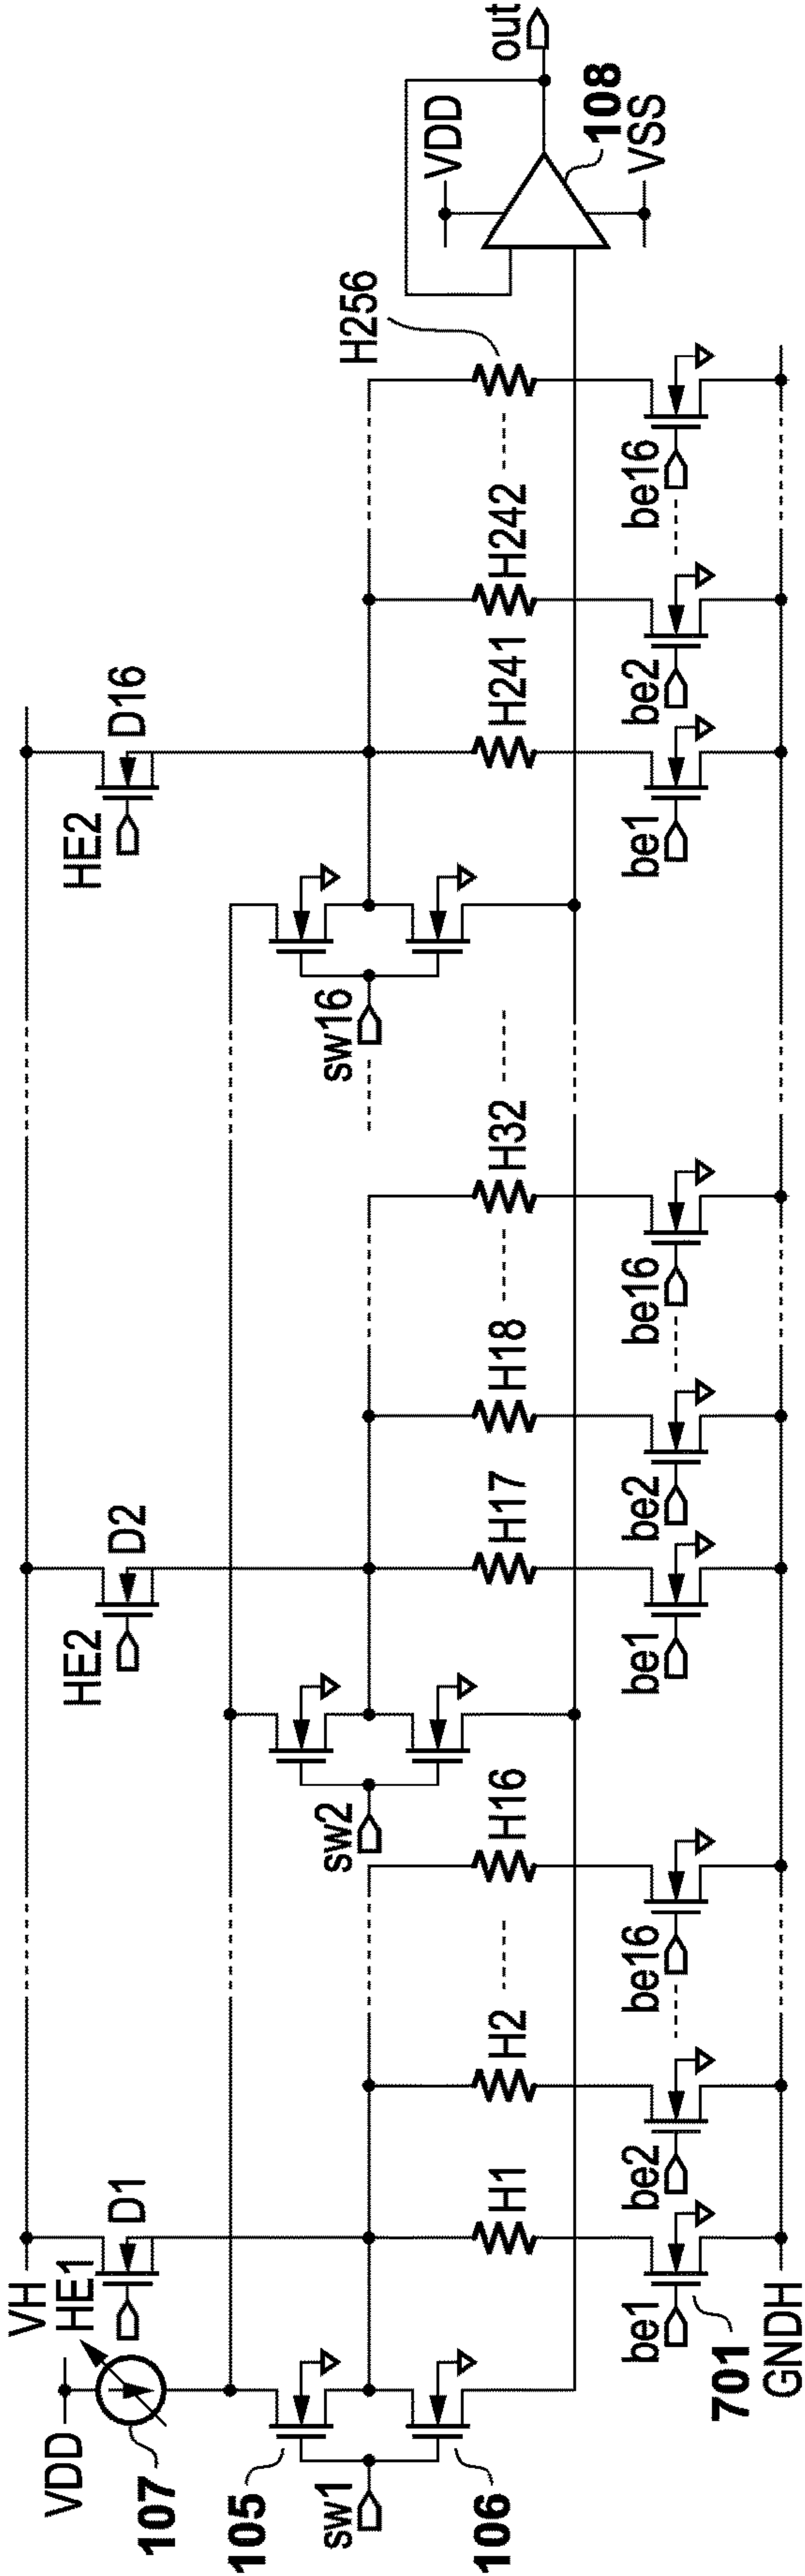 VH
VDD
107
HE1
D1
HE2
D2
HE2
D16
105
sw1
106
sw2
sw16
H1
H2
H16
H17
H18
H32
H241
H242
H256
VDD
108
VSS
out
be1
be2
be16
be1
be2
be16
be1
be2
be16
701
GNDH